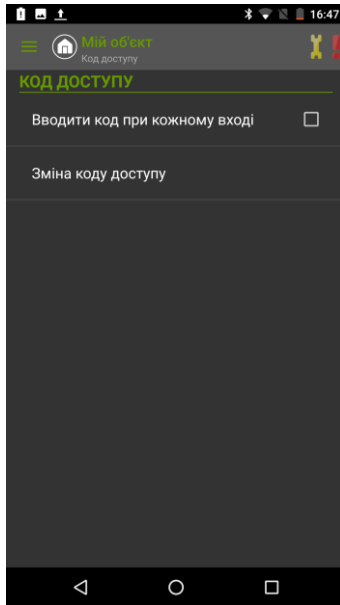 16:47
Мій об'єкт
Код доступу
КОД ДОСТУПУ
Вводити код при кожному вході
Зміна коду доступу